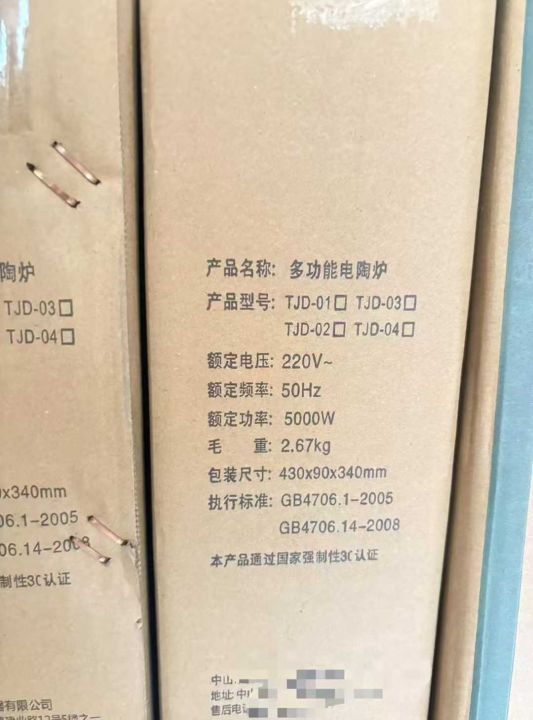 陶炉
TJD-03□
TJD-04□
0x340mm
706.1-2005
06.14-2008
制性3C认证
器有限公司
产品名称: 多功能电陶炉
产品型号: TJD-01□ TJD-03□
TJD-02□ TJD-04□
额定电压: 220V~
额定频率: 50Hz
额定功率: 5000W
毛 重: 2.67kg
包装尺寸: 430x90x340mm
执行标准: GB4706.1-2005
GB4706.14-2008
本产品通过国家强制性3C认证
中山
地址: 中
售后电